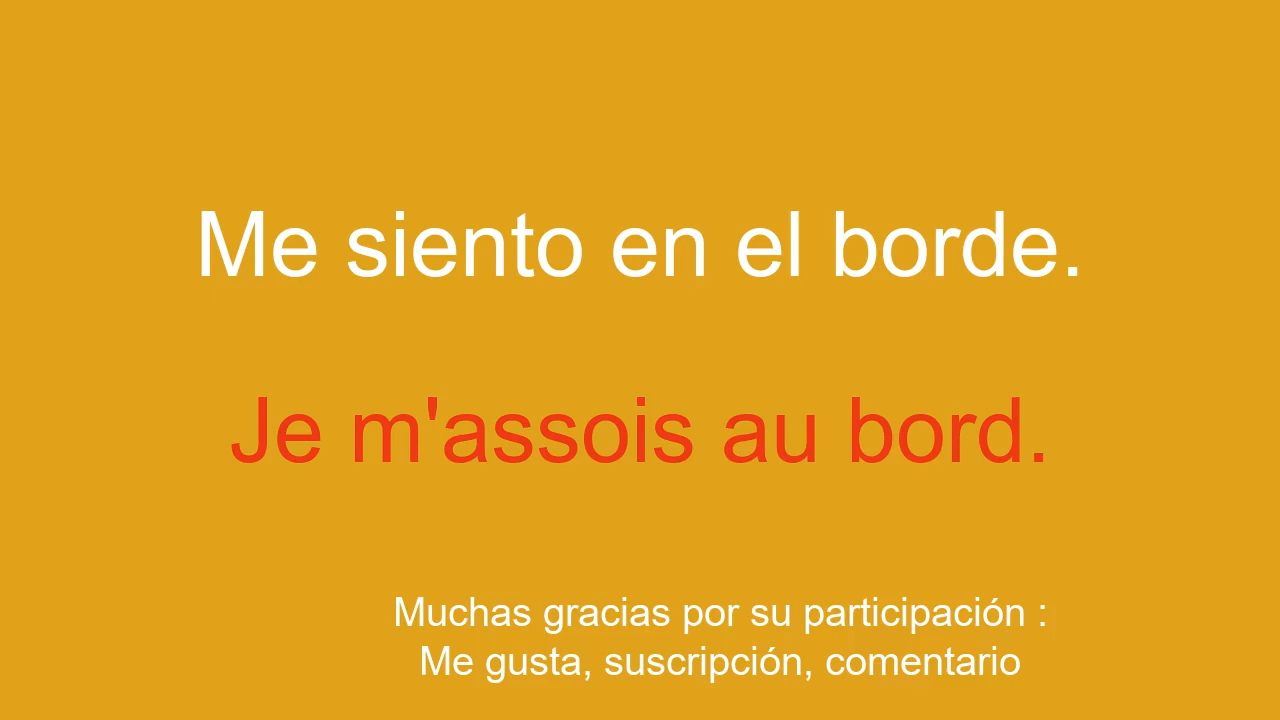 Me siento en el borde.
Je m'assois au bord.
Muchas gracias por su participación :
Me gusta, suscripción, comentario